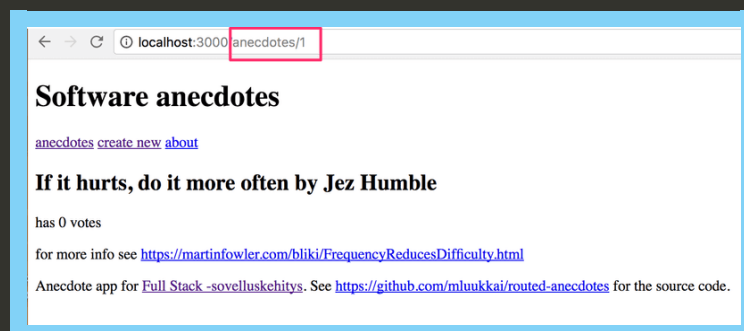 localhost:3000/anecdotes/1
Software anecdotes
anecdotes create new about
If it hurts, do it more often by Jez Humble
has 0 votes
for more info see https://martinfowler.com/bliki/FrequencyReducesDifficulty.html
Anecdote app for Full Stack -sovelluskehitys. See https://github.com/mluukkai/routed-anecdotes for the source code.